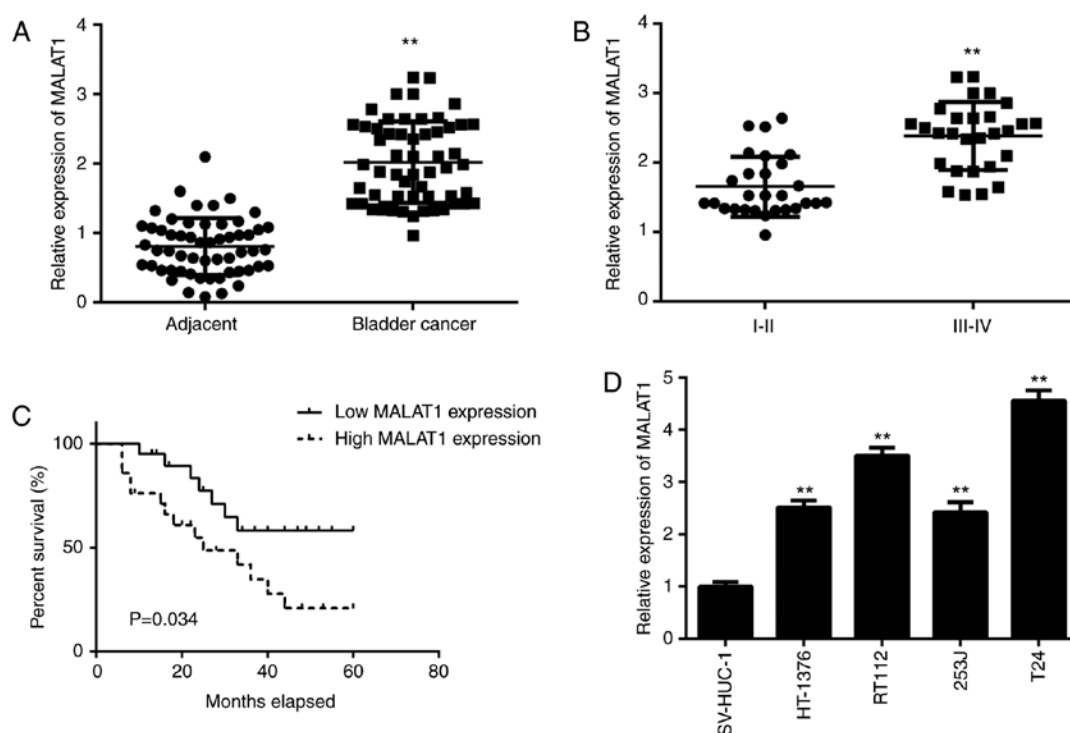 A
Relative expression of MALAT1
4
3
2
1
0
**
Adjacent
Bladder cancer
B
Relative expression of MALAT1
4
3
2
1
0
**
I-II
III-IV
C
Low MALAT1 expression
High MALAT1 expression
Percent survival (%)
100
50
0
P=0.034
0
20
40
60
80
Months elapsed
D
Relative expression of MALAT1
5
4
3
2
1
0
**
**
**
**
SV-HUC-1
HT-1376
RT112
253J
T24